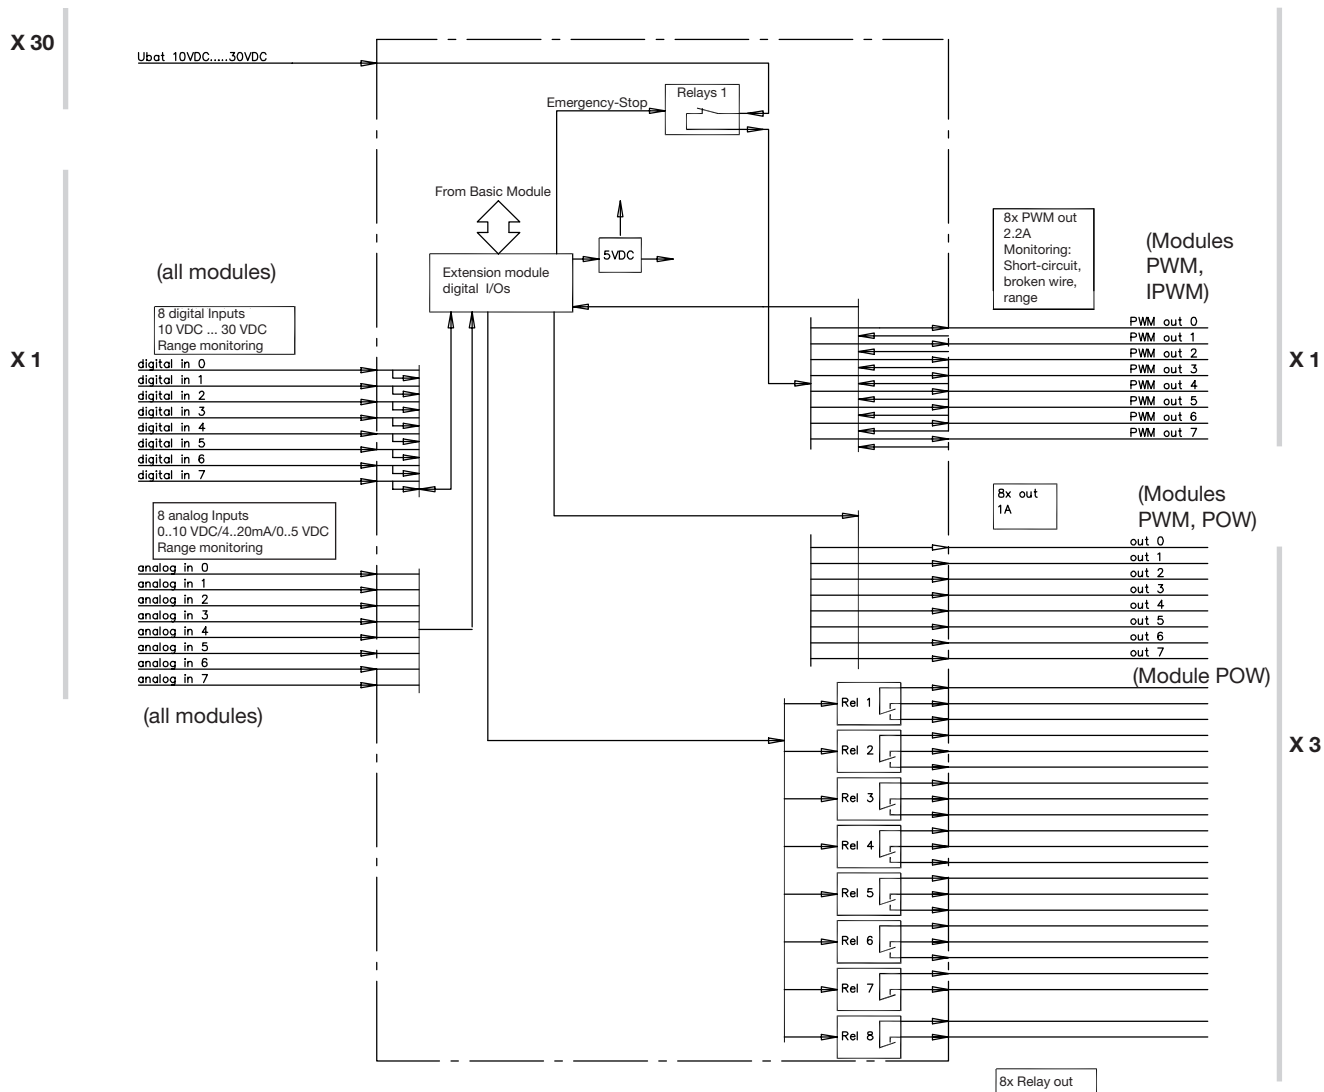 X 30
Ubat 10VDC.....30VDC
Relays 1
Emergency-Stop
From Basic Module
5VDC
Extension module
digital I/Os
X 1
(all modules)
8 digital Inputs
10 VDC ... 30 VDC
Range monitoring
digital in 0
digital in 1
digital in 2
digital in 3
digital in 4
digital in 5
digital in 6
digital in 7
8 analog Inputs
0..10 VDC/4..20mA/0..5 VDC
Range monitoring
analog in 0
analog in 1
analog in 2
analog in 3
analog in 4
analog in 5
analog in 6
analog in 7
(all modules)
8x PWM out
2.2A
Monitoring:
Short-circuit,
broken wire,
range
(Modules
PWM,
IPWM)
PWM out 0
PWM out 1
PWM out 2
PWM out 3
PWM out 4
PWM out 5
PWM out 6
PWM out 7
X 1
8x out
1A
(Modules
PWM, POW)
out 0
out 1
out 2
out 3
out 4
out 5
out 6
out 7
(Module POW)
Rel 1
Rel 2
Rel 3
Rel 4
Rel 5
Rel 6
Rel 7
Rel 8
X 3
8x Relay out